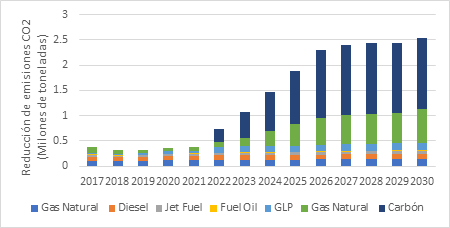 Reducción de emisiones CO2
(Millones de toneladas)
3
2.5
2
1.5
1
0.5
0
2017 2018 2019 2020 2021 2022 2023 2024 2025 2026 2027 2028 2029 2030
Gas Natural Diesel Jet Fuel Fuel Oil GLP Gas Natural Carbón